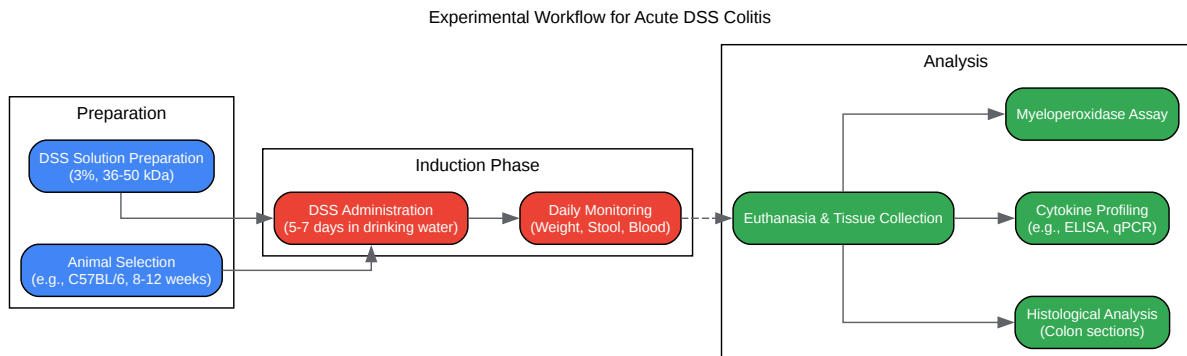 Experimental Workflow for Acute DSS Colitis
Preparation
DSS Solution Preparation
(3%, 36-50 kDa)
Animal Selection
(e.g., C57BL/6, 8-12 weeks)
Induction Phase
DSS Administration
(5-7 days in drinking water)
Daily Monitoring
(Weight, Stool, Blood)
Analysis
Euthanasia & Tissue Collection
Myeloperoxidase Assay
Cytokine Profiling
(e.g., ELISA, qPCR)
Histological Analysis
(Colon sections)